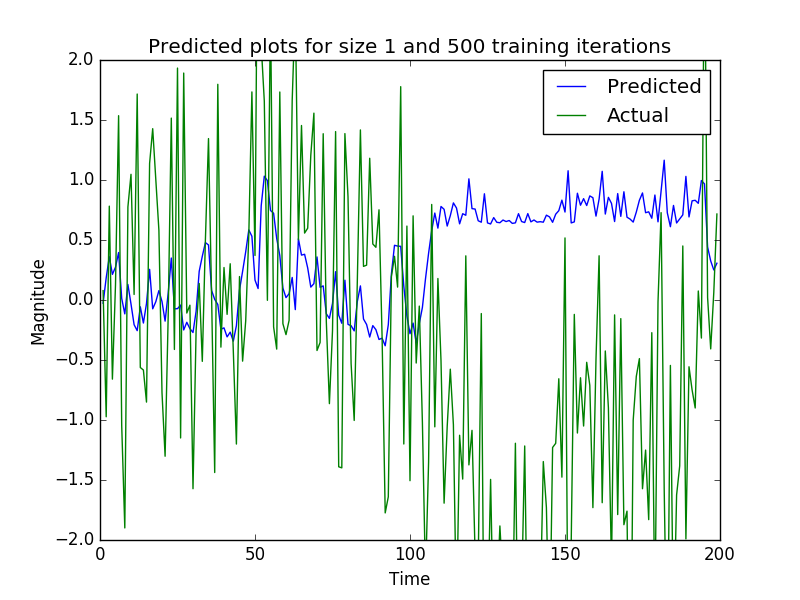 Predicted plots for size 1 and 500 training iterations
2.0
1.5
1.0
0.5
0.0
−0.5
−1.0
−1.5
−2.0
Magnitude
Predicted
Actual
0 50 100 150 200
Time